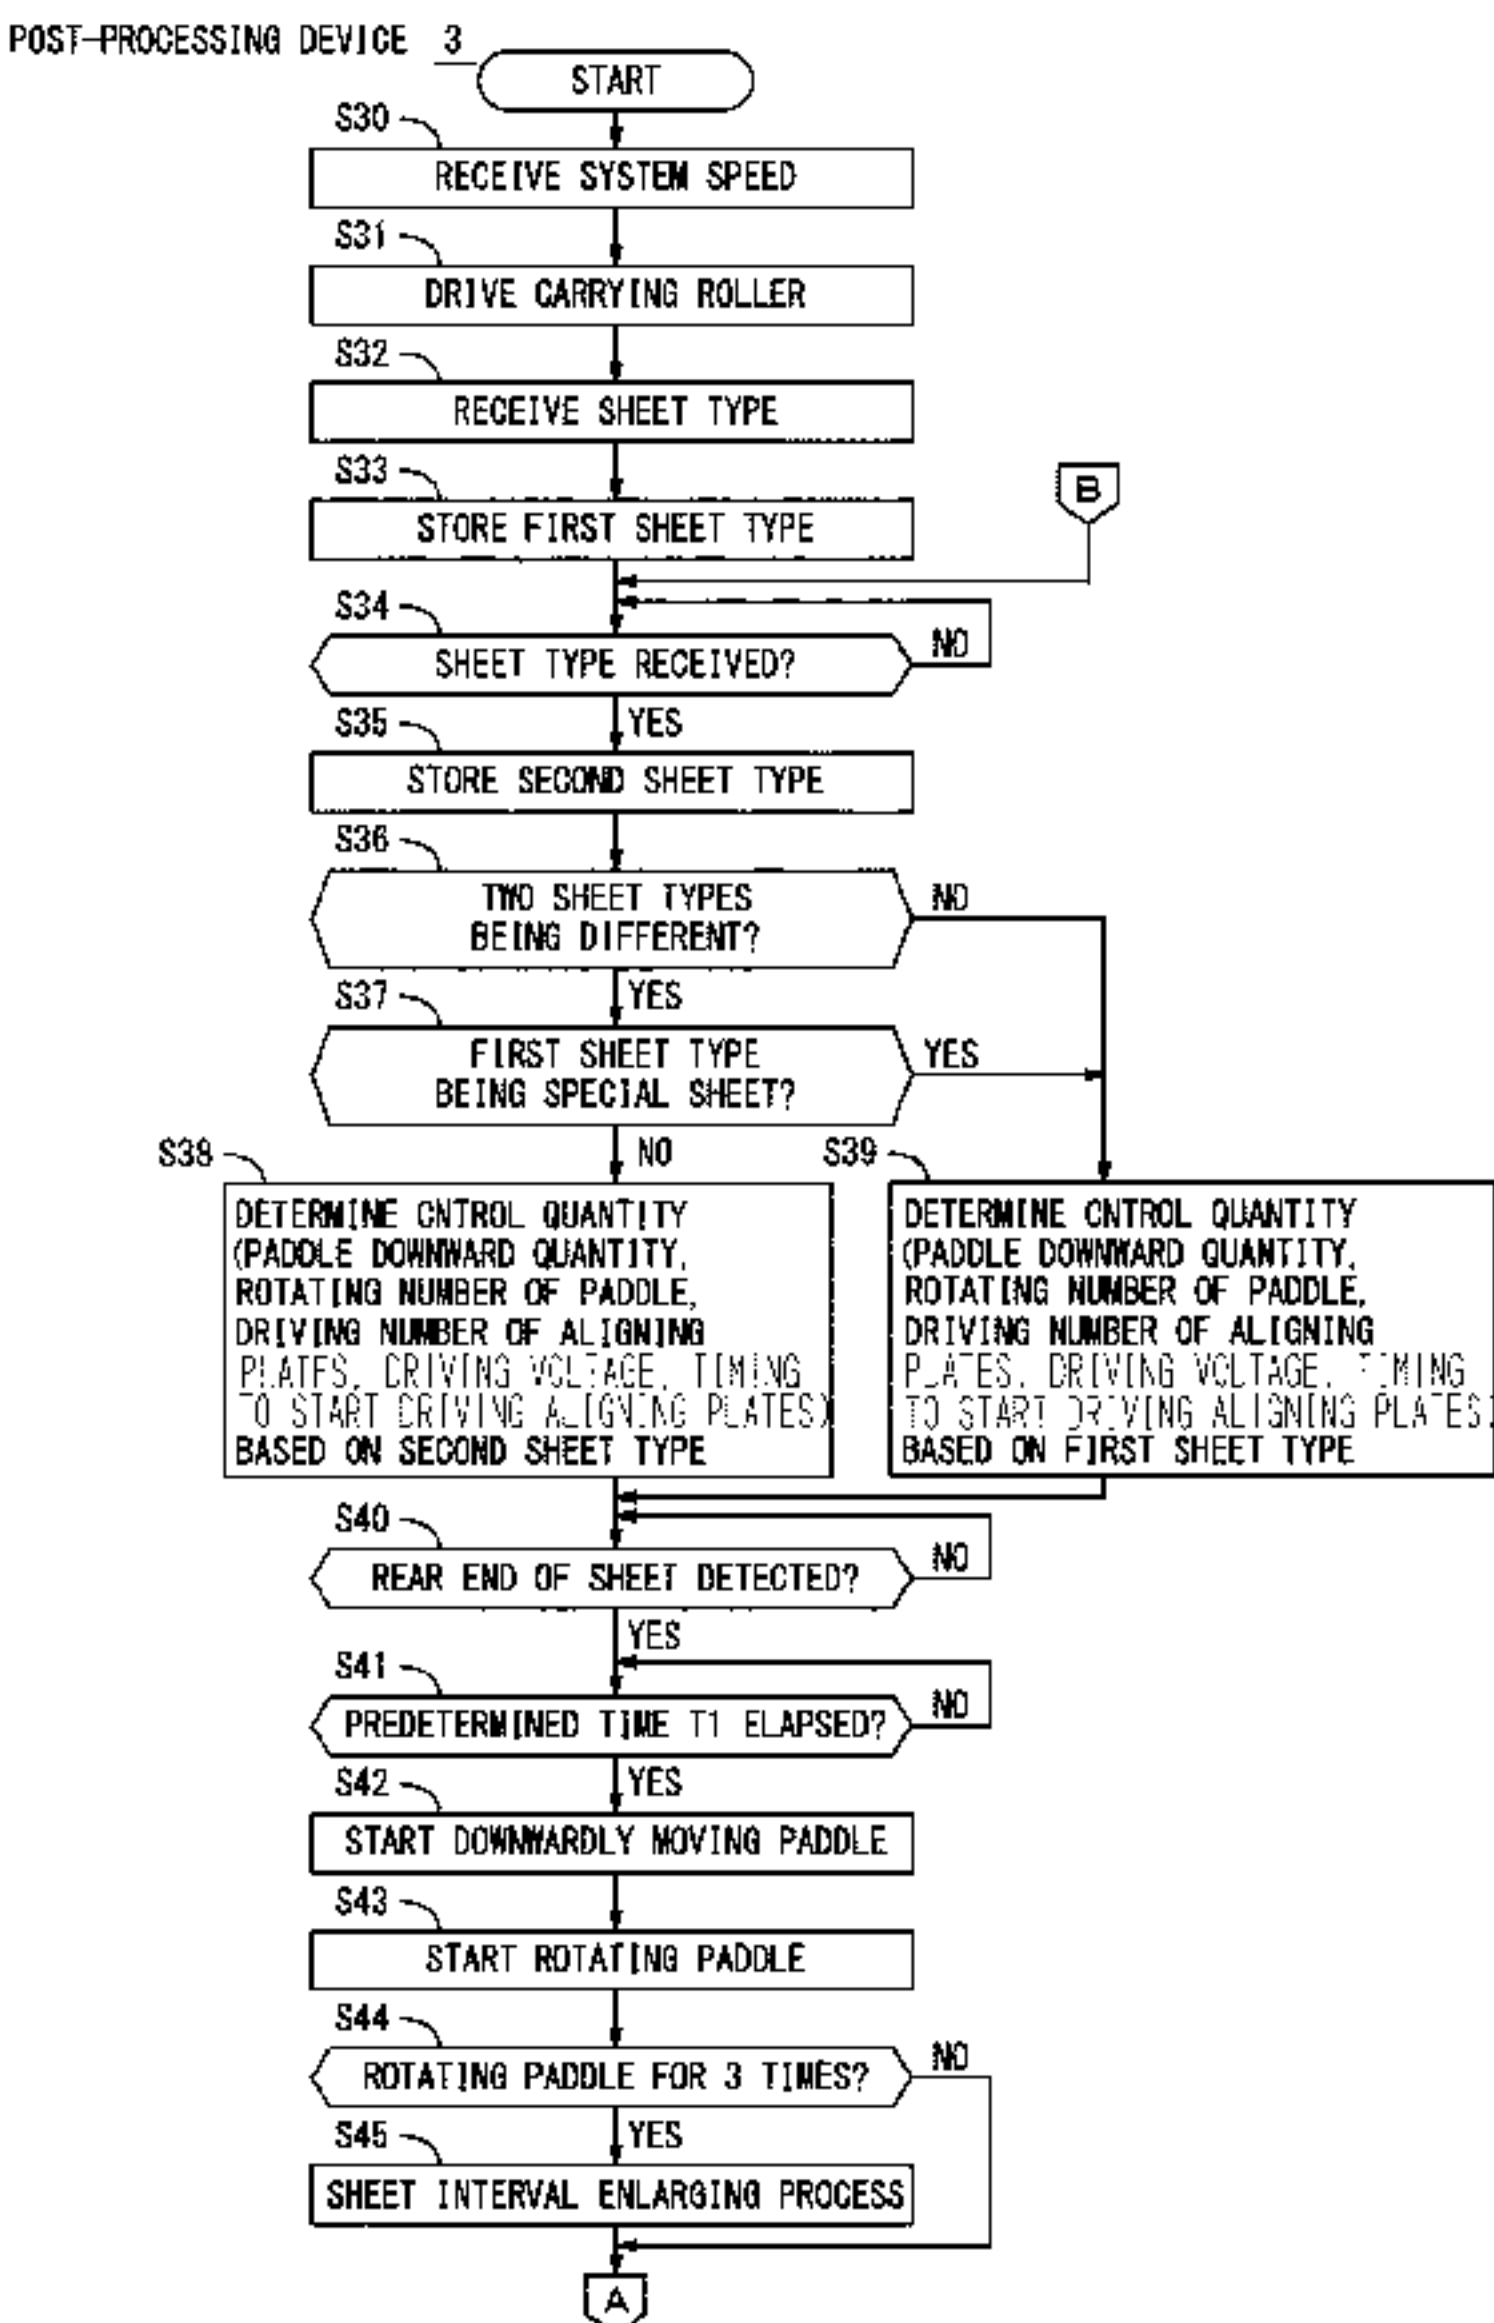 POST-PROCESSING DEVICE 3
START
S30
RECEIVE SYSTEM SPEED
S31
DRIVE CARRYING ROLLER
S32
RECEIVE SHEET TYPE
S33
STORE FIRST SHEET TYPE
B
S34
SHEET TYPE RECEIVED?
NO
YES
S35
STORE SECOND SHEET TYPE
S36
TWO SHEET TYPES
BEING DIFFERENT?
NO
YES
S37
FIRST SHEET TYPE
BEING SPECIAL SHEET?
YES
NO
S38
DETERMINE CNTROL QUANTITY
(PADDLE DOWNWARD QUANTITY,
ROTATING NUMBER OF PADDLE,
DRIVING NUMBER OF ALIGNING
PLATES, DRIVING VOLTAGE, TIMING
TO START DRIVING ALIGNING PLATES)
BASED ON SECOND SHEET TYPE
S39
DETERMINE CNTROL QUANTITY
(PADDLE DOWNWARD QUANTITY,
ROTATING NUMBER OF PADDLE,
DRIVING NUMBER OF ALIGNING
PLATES, DRIVING VOLTAGE, TIMING
TO START DRIVING ALIGNING PLATES)
BASED ON FIRST SHEET TYPE
S40
REAR END OF SHEET DETECTED?
NO
YES
S41
PREDETERMINED TIME T1 ELAPSED?
NO
YES
S42
START DOWNWARDLY MOVING PADDLE
S43
START ROTATING PADDLE
S44
ROTATING PADDLE FOR 3 TIMES?
NO
YES
S45
SHEET INTERVAL ENLARGING PROCESS
A